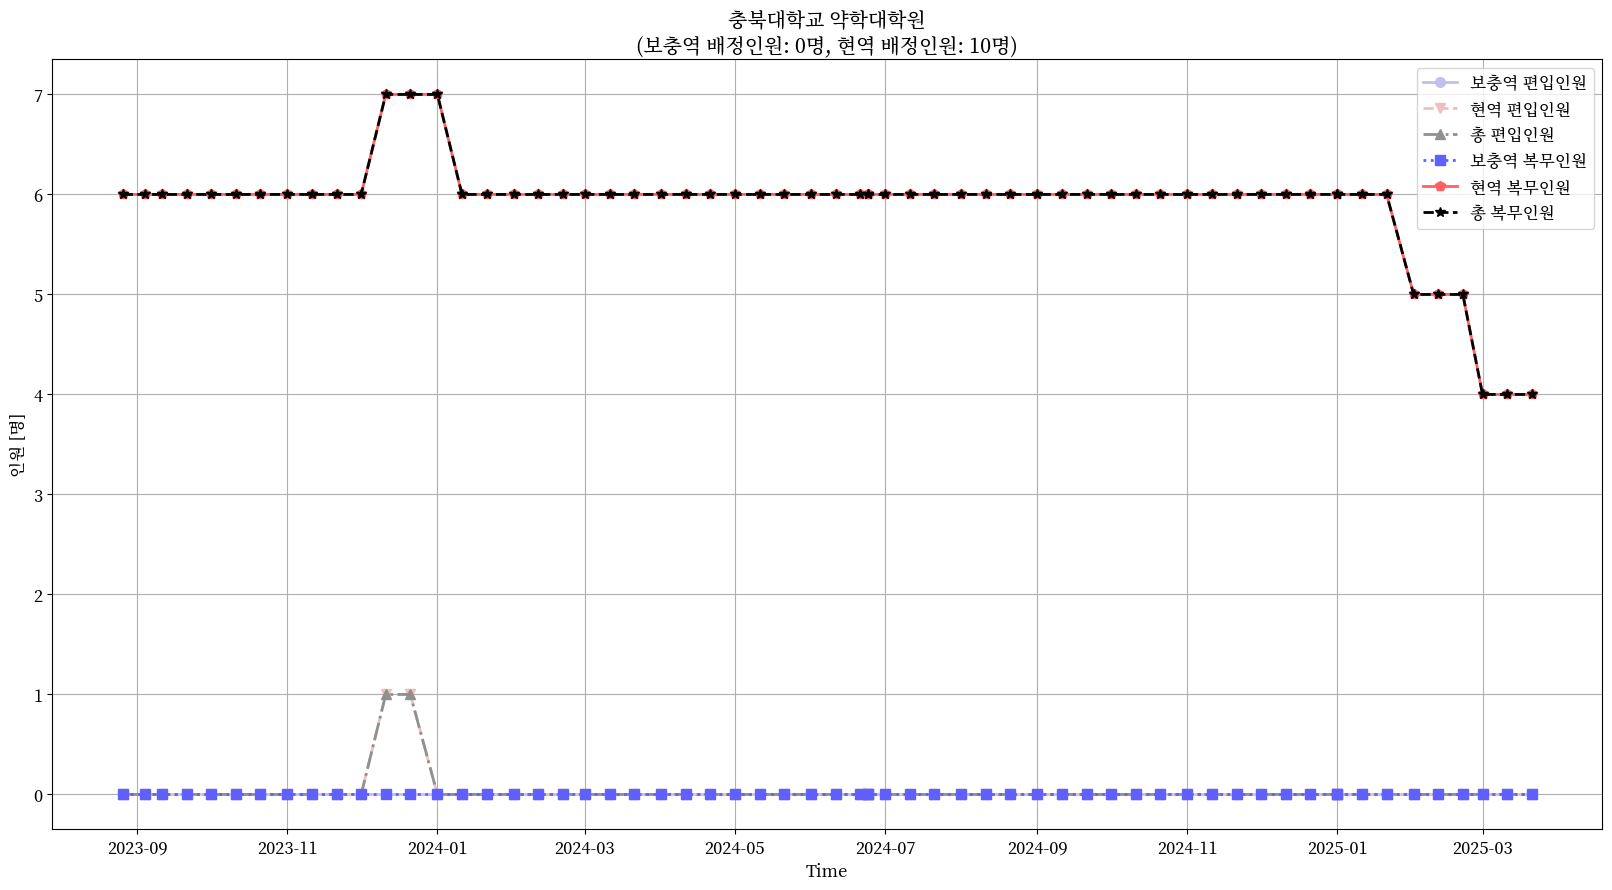 충북대학교 약학대학원
(보충역 배정인원: 0명, 현역 배정인원: 10명)
보충역 편입인원
현역 편입인원
총 편입인원
보충역 복무인원
현역 복무인원
총 복무인원
인원 [명]
7
6
5
4
3
2
1
0
2023-09
2023-11
2024-01
2024-03
2024-05
2024-07
2024-09
2024-11
2025-01
2025-03
Time